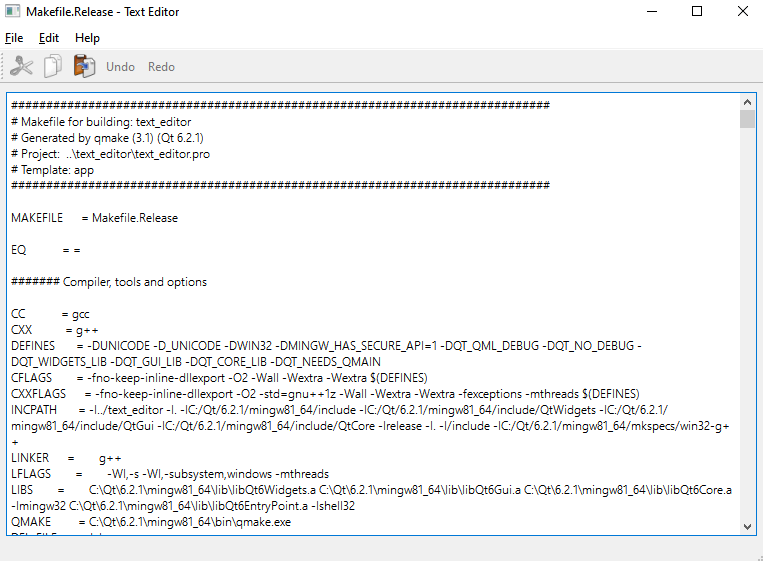 Makefile.Release - Text Editor
File Edit Help
Undo Redo
#############################################################################
# Makefile for building: text_editor
# Generated by qmake (3.1) (Qt 6.2.1)
# Project:  ..\text_editor\text_editor.pro
# Template: app
#############################################################################
MAKEFILE = Makefile.Release
EQ = =
####### Compiler, tools and options
CC = gcc
CXX = g++
DEFINES = -DUNICODE -D_UNICODE -DWIN32 -DMINGW_HAS_SECURE_API=1 -DQT_QML_DEBUG -DQT_NO_DEBUG -
DQT_WIDGETS_LIB -DQT_GUI_LIB -DQT_CORE_LIB -DQT_NEEDS_QMAIN
CFLAGS = -fno-keep-inline-dllexport -O2 -Wall -Wextra -Wextra $(DEFINES)
CXXFLAGS = -fno-keep-inline-dllexport -O2 -std=gnu++1z -Wall -Wextra -Wextra -fexceptions -mthreads $(DEFINES)
INCPATH = -I../text_editor -I. -IC:/Qt/6.2.1/mingw81_64/include -IC:/Qt/6.2.1/mingw81_64/include/QtWidgets -IC:/Qt/6.2.1/
mingw81_64/include/QtGui -IC:/Qt/6.2.1/mingw81_64/include/QtCore -Irelease -I. -I/include -IC:/Qt/6.2.1/mingw81_64/mkspecs/win32-g+
+
LINKER = g++
LFLAGS = -Wl,-s -Wl,-subsystem,windows -mthreads
LIBS = C:\Qt\6.2.1\mingw81_64\lib\libQt6Widgets.a C:\Qt\6.2.1\mingw81_64\lib\libQt6Gui.a C:\Qt\6.2.1\mingw81_64\lib\libQt6Core.a
-lmingw32 C:\Qt\6.2.1\mingw81_64\lib\libQt6EntryPoint.a -lshell32
QMAKE = C:\Qt\6.2.1\mingw81_64\bin\qmake.exe